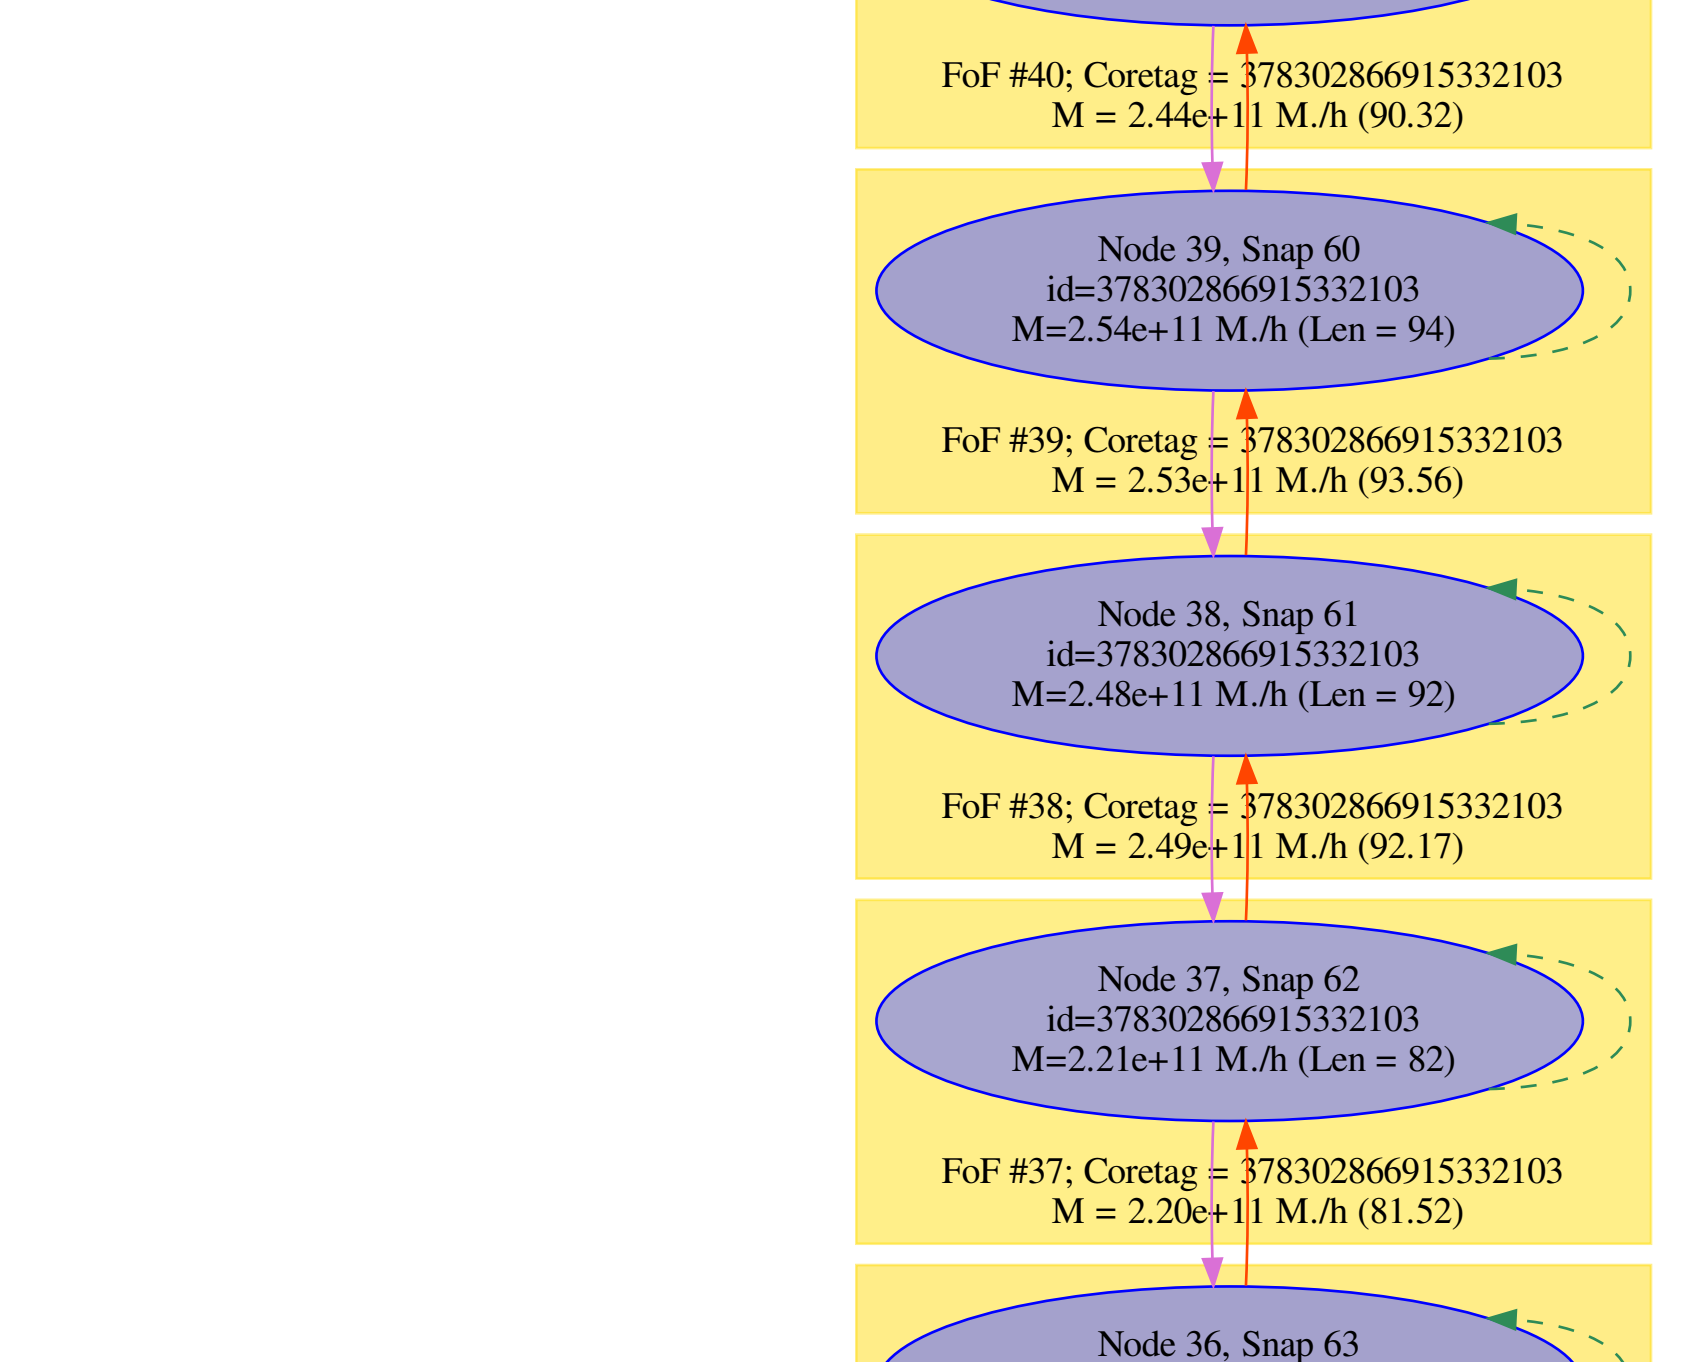 FoF #40; Coretag = 378302866915332103
M = 2.44e+11 M./h (90.32)
Node 39, Snap 60
id=378302866915332103
M=2.54e+11 M./h (Len = 94)
FoF #39; Coretag = 378302866915332103
M = 2.53e+11 M./h (93.56)
Node 38, Snap 61
id=378302866915332103
M=2.48e+11 M./h (Len = 92)
FoF #38; Coretag = 378302866915332103
M = 2.49e+11 M./h (92.17)
Node 37, Snap 62
id=378302866915332103
M=2.21e+11 M./h (Len = 82)
FoF #37; Coretag = 378302866915332103
M = 2.20e+11 M./h (81.52)
Node 36, Snap 63